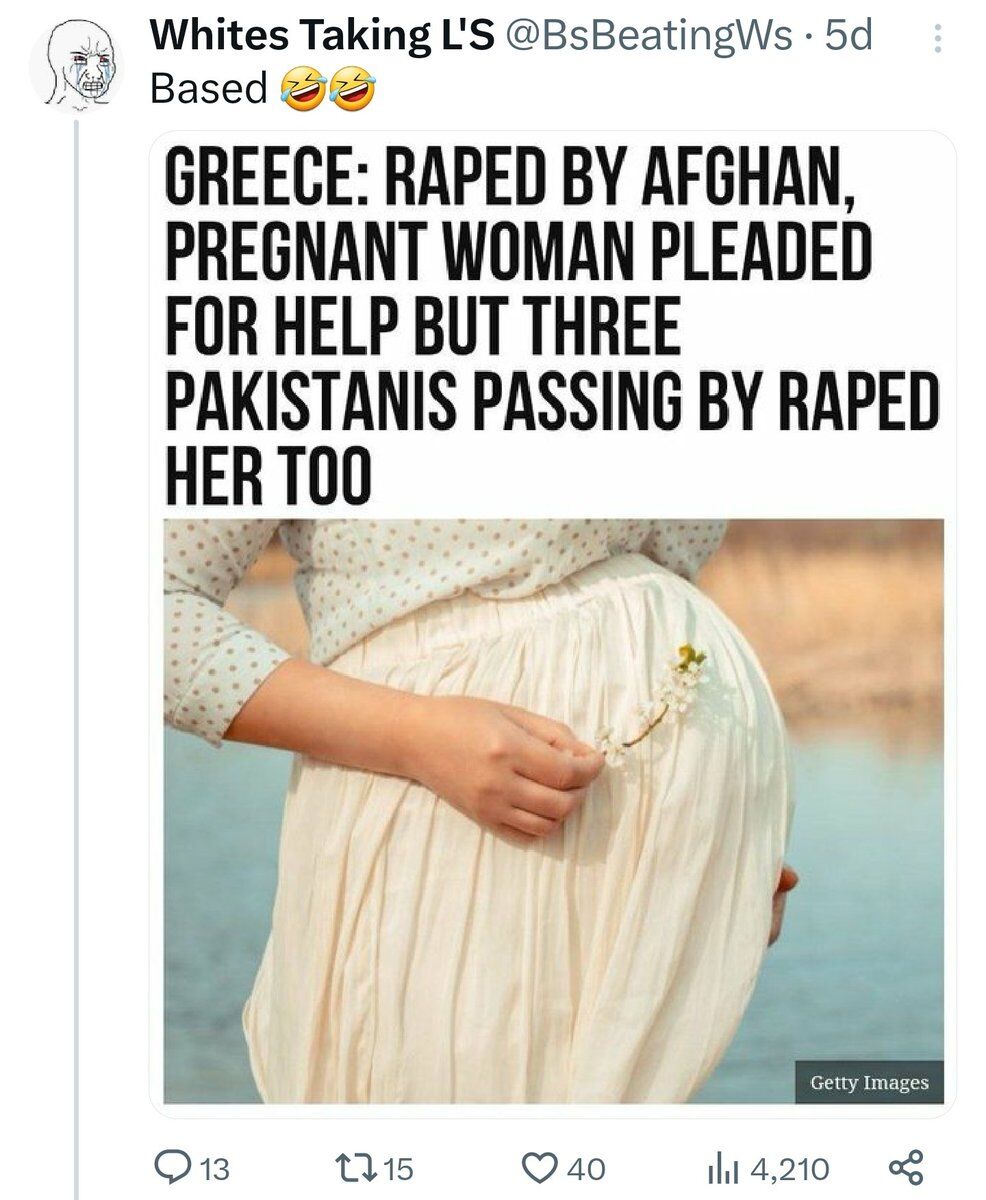 Whites Taking L'S @BsBeatingWs · 5d
Based 🤣🤣
GREECE: RAPED BY AFGHAN,
PREGNANT WOMAN PLEADED
FOR HELP BUT THREE
PAKISTANIS PASSING BY RAPED
HER TOO
Getty Images
13 15 40 4,210